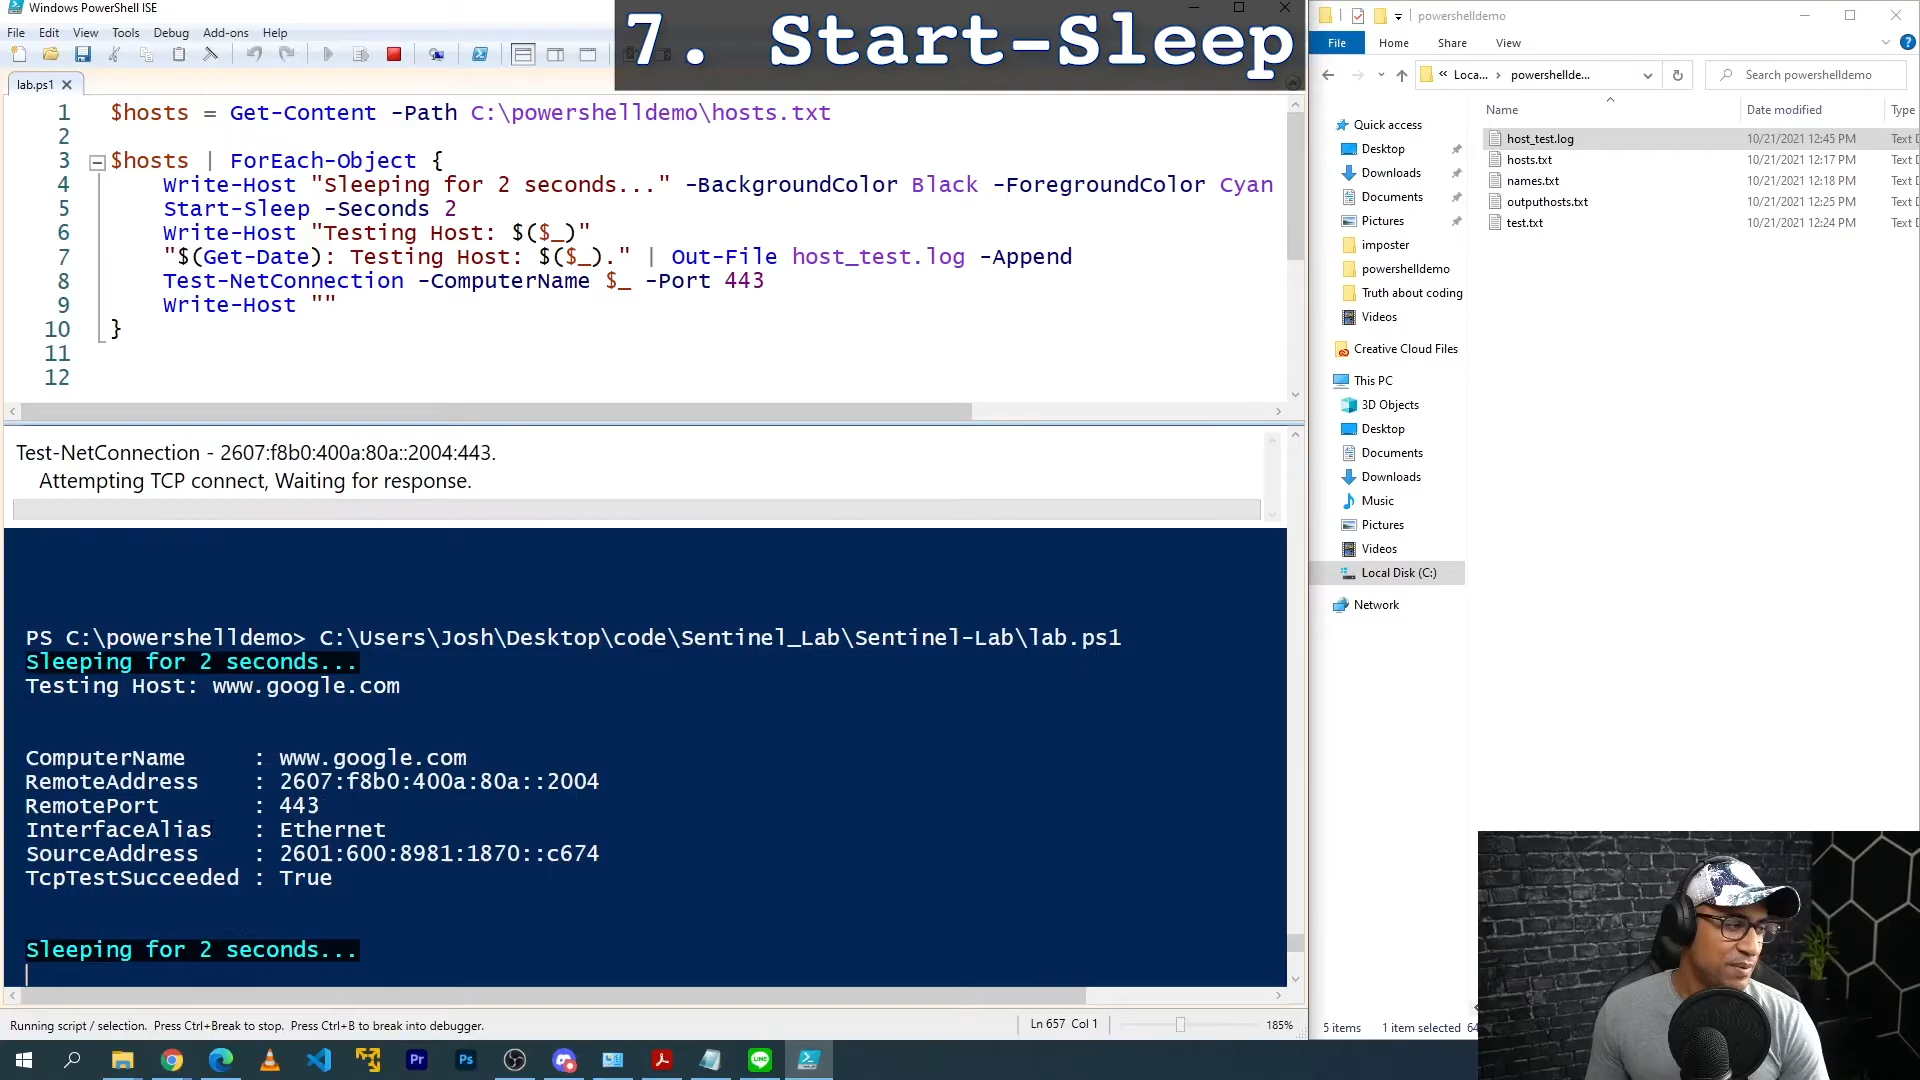 Windows PowerShell ISE
7. Start-Sleep
File Edit View Tools Debug Add-ons Help
lab.ps1
1 $hosts = Get-Content -Path C:\powershelldemo\hosts.txt
2
3 $hosts | ForEach-Object {
4 Write-Host "Sleeping for 2 seconds..." -BackgroundColor Black -ForegroundColor Cyan
5 Start-Sleep -Seconds 2
6 Write-Host "Testing Host: $($_)"
7 "$(Get-Date): Testing Host: $($_)." | Out-File host_test.log -Append
8 Test-NetConnection -ComputerName $_ -Port 443
9 Write-Host ""
10 }
11
12
Test-NetConnection - 2607:f8b0:400a:80a::2004:443.
Attempting TCP connect, Waiting for response.
PS C:\powershelldemo> C:\Users\Josh\Desktop\code\Sentinel_Lab\Sentinel-Lab\lab.ps1
Sleeping for 2 seconds...
Testing Host: www.google.com
ComputerName : www.google.com
RemoteAddress : 2607:f8b0:400a:80a::2004
RemotePort : 443
InterfaceAlias : Ethernet
SourceAddress : 2601:600:8981:1870::c674
TcpTestSucceeded : True
Sleeping for 2 seconds...
Running script / selection. Press Ctrl+Break to stop. Press Ctrl+B to break into debugger.
Ln 657 Col 1
185%
powershelldemo
File Home Share View
« Loca... › powershellde...
Search powershelldemo
Name Date modified Type
Quick access
Desktop
Downloads
Documents
Pictures
imposter
powershelldemo
Truth about coding
Videos
Creative Cloud Files
This PC
3D Objects
Desktop
Documents
Downloads
Music
Pictures
Videos
Local Disk (C:)
Network
host_test.log 10/21/2021 12:45 PM Text D
hosts.txt 10/21/2021 12:17 PM Text D
names.txt 10/21/2021 12:18 PM Text D
outputhosts.txt 10/21/2021 12:25 PM Text D
test.txt 10/21/2021 12:24 PM Text D
5 items 1 item selected 64
Pr
Ps
LINE